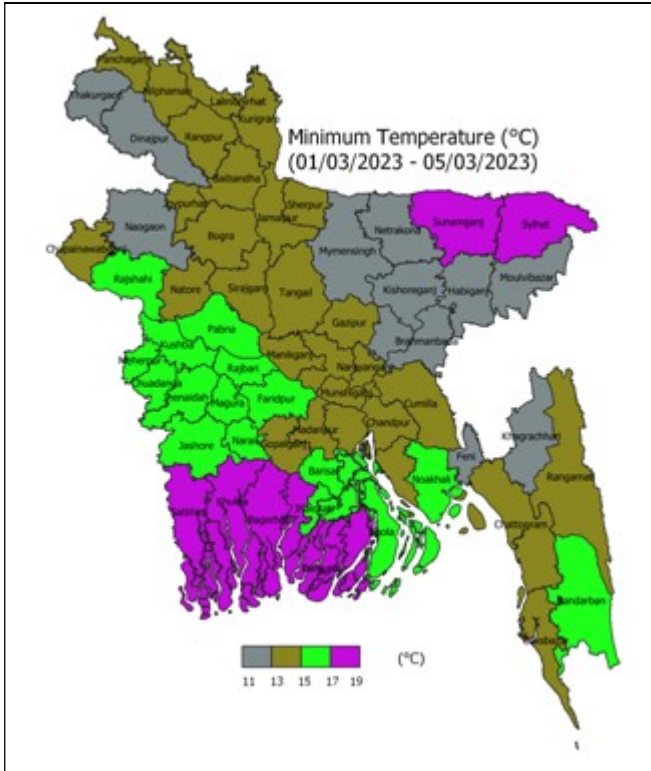 Panchagarh
Thakurgaon
Nilphamari
Lalmonirhat
Kurigram
Dinajpur
Rangpur
Minimum Temperature (°C)
(01/03/2023 - 05/03/2023)
Gaibandha
Joypurhat
Sherpur
Naogaon
Jamalpur
Netrakona
Sunamganj
Sylhet
Bogra
Mymensingh
Chapainawabganj
Moulvibazar
Rajshahi
Kishoreganj
Habiganj
Natore
Sirajganj
Tangail
Gazipur
Pabna
Brahmanbaria
Kushtia
Meherpur
Manikganj
Rajbari
Chuadanga
Jhenaidah
Magura
Faridpur
Munshiganj
Cumilla
Khagrachhari
Madaripur
Chandpur
Jashore
Narail
Gopalganj
Feni
Barisal
Noakhali
Rangamati
Khulna
Satkhira
Bagerhat
Chattogram
Bhola
Bandarban
(°C)
11 13 15 17 19